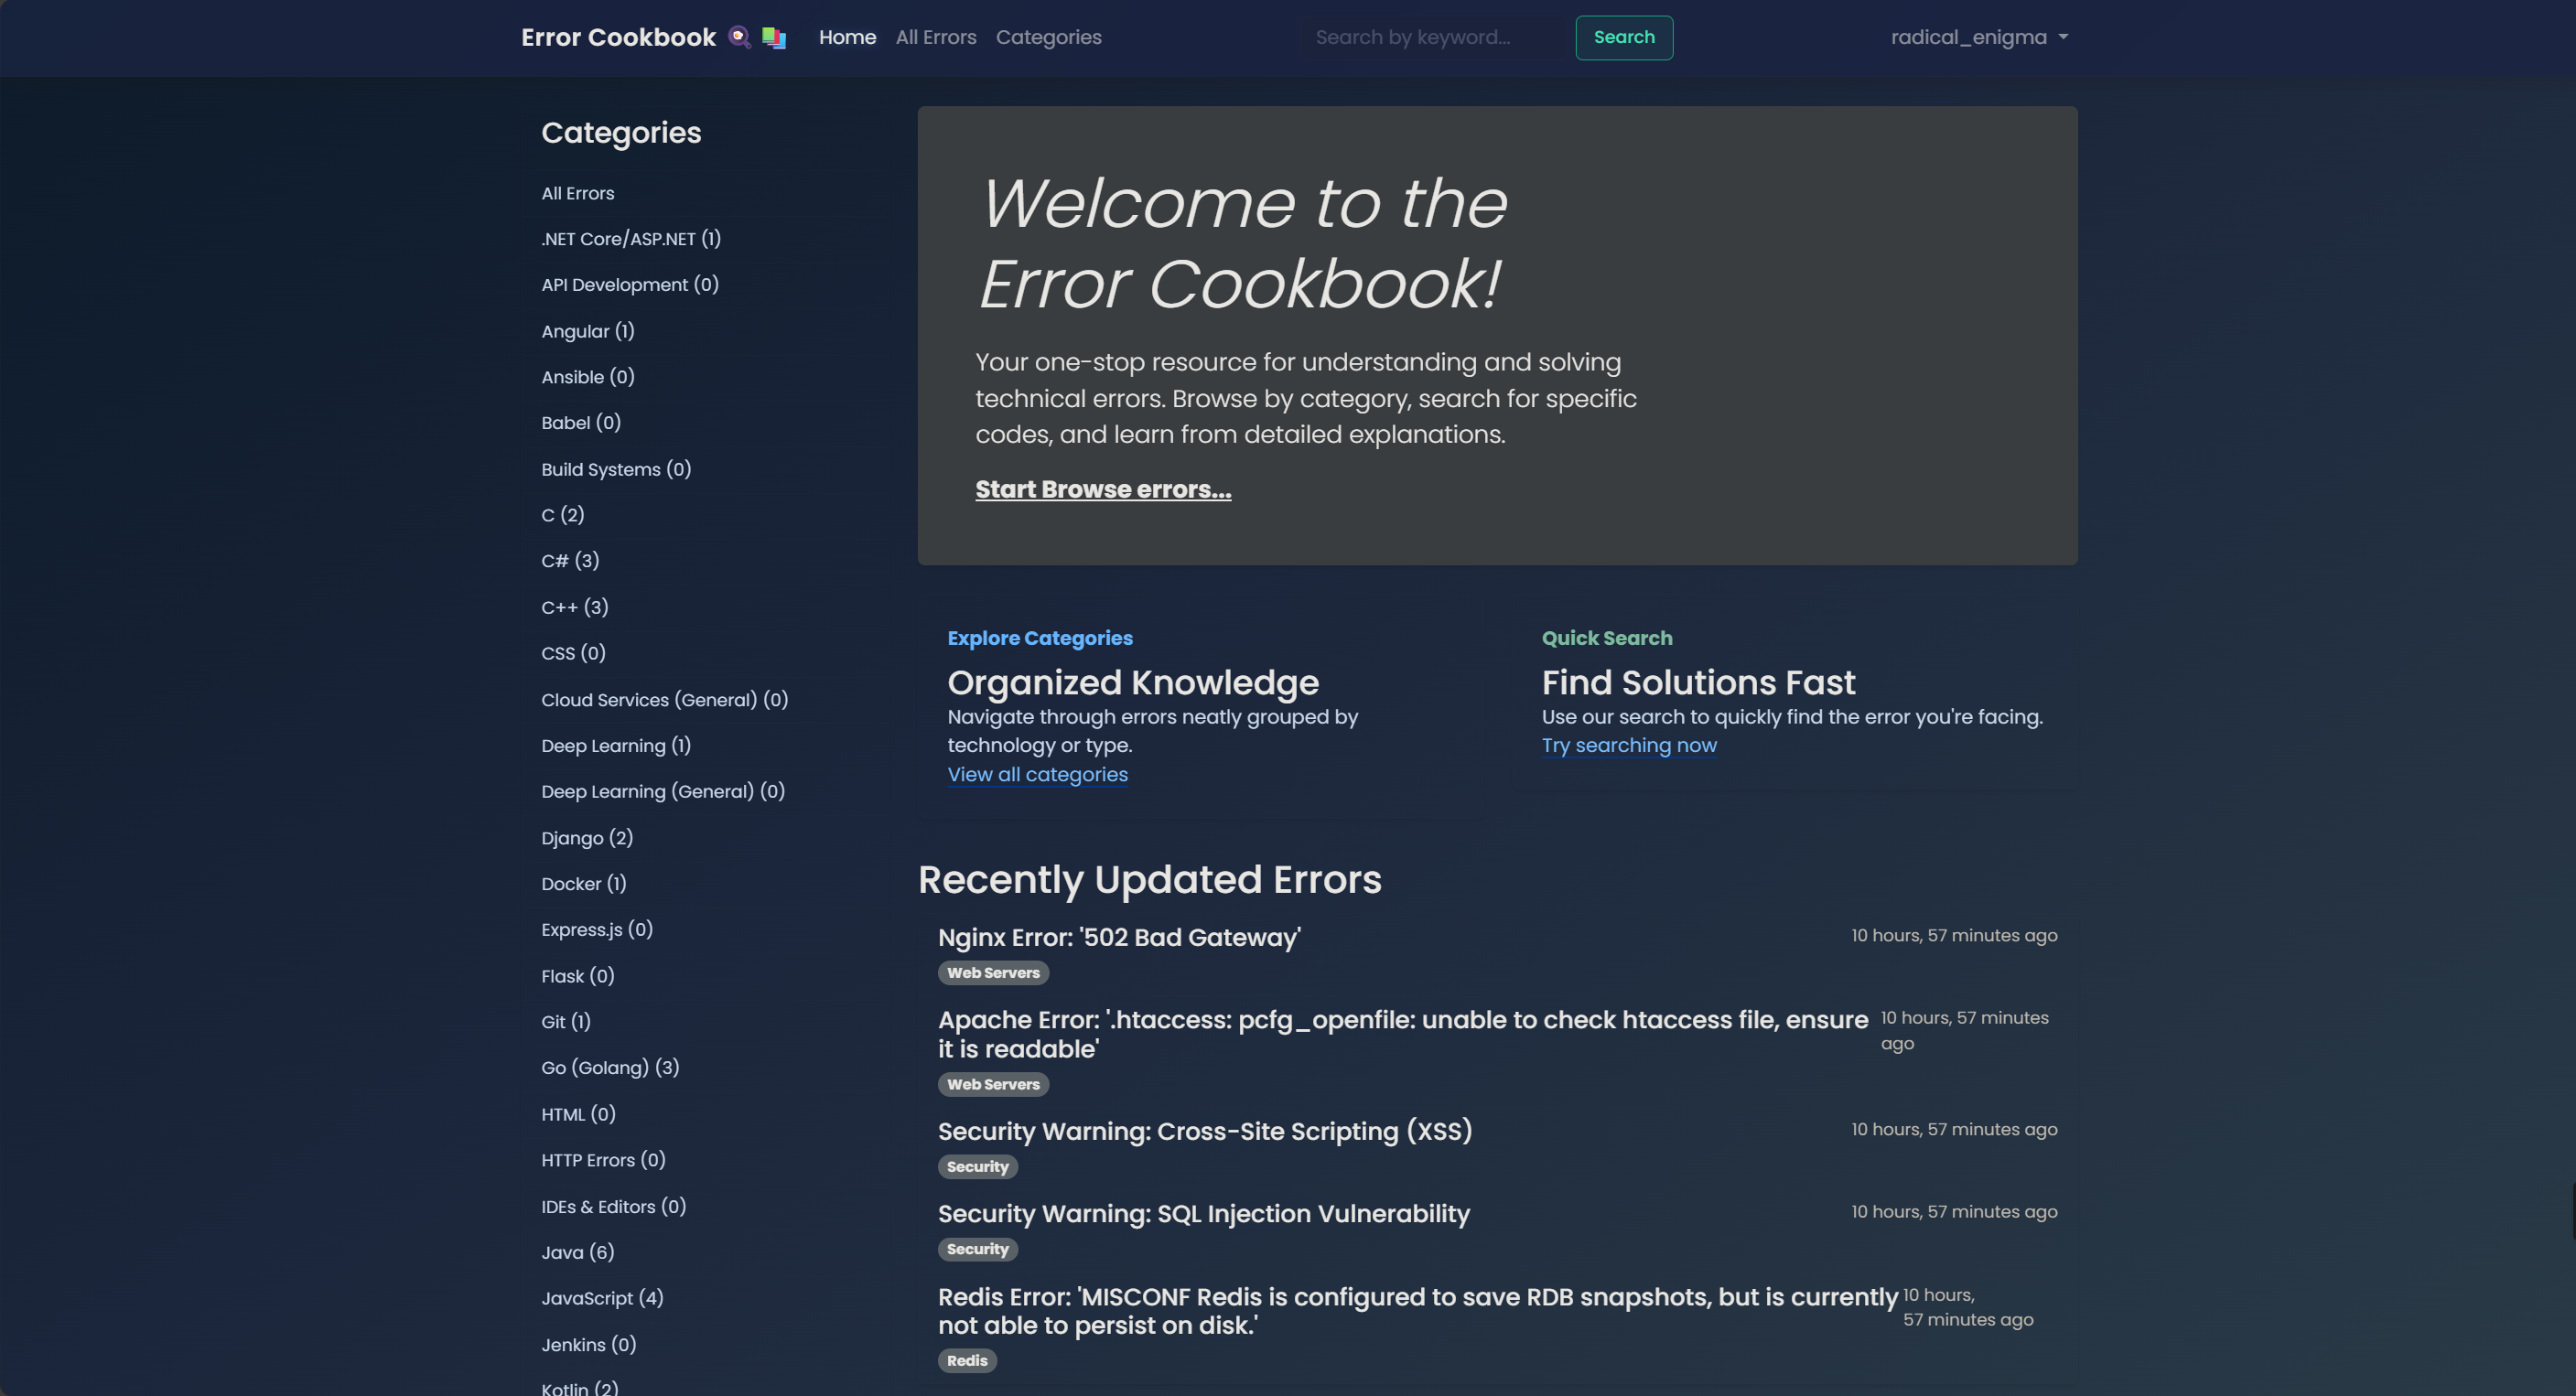 Error Cookbook
Home
All Errors
Categories
Search by keyword...
Search
radical_enigma
Categories
All Errors
.NET Core/ASP.NET (1)
API Development (0)
Angular (1)
Ansible (0)
Babel (0)
Build Systems (0)
C (2)
C# (3)
C++ (3)
CSS (0)
Cloud Services (General) (0)
Deep Learning (1)
Deep Learning (General) (0)
Django (2)
Docker (1)
Express.js (0)
Flask (0)
Git (1)
Go (Golang) (3)
HTML (0)
HTTP Errors (0)
IDEs & Editors (0)
Java (6)
JavaScript (4)
Jenkins (0)
Kotlin (2)
Welcome to the
Error Cookbook!
Your one-stop resource for understanding and solving
technical errors. Browse by category, search for specific
codes, and learn from detailed explanations.
Start Browse errors...
Explore Categories
Organized Knowledge
Navigate through errors neatly grouped by
technology or type.
View all categories
Quick Search
Find Solutions Fast
Use our search to quickly find the error you're facing.
Try searching now
Recently Updated Errors
Nginx Error: '502 Bad Gateway'
10 hours, 57 minutes ago
Web Servers
Apache Error: '.htaccess: pcfg_openfile: unable to check htaccess file, ensure
it is readable'
10 hours, 57 minutes
ago
Web Servers
Security Warning: Cross-Site Scripting (XSS)
10 hours, 57 minutes ago
Security
Security Warning: SQL Injection Vulnerability
10 hours, 57 minutes ago
Security
Redis Error: 'MISCONF Redis is configured to save RDB snapshots, but is currently
not able to persist on disk.'
10 hours,
57 minutes ago
Redis